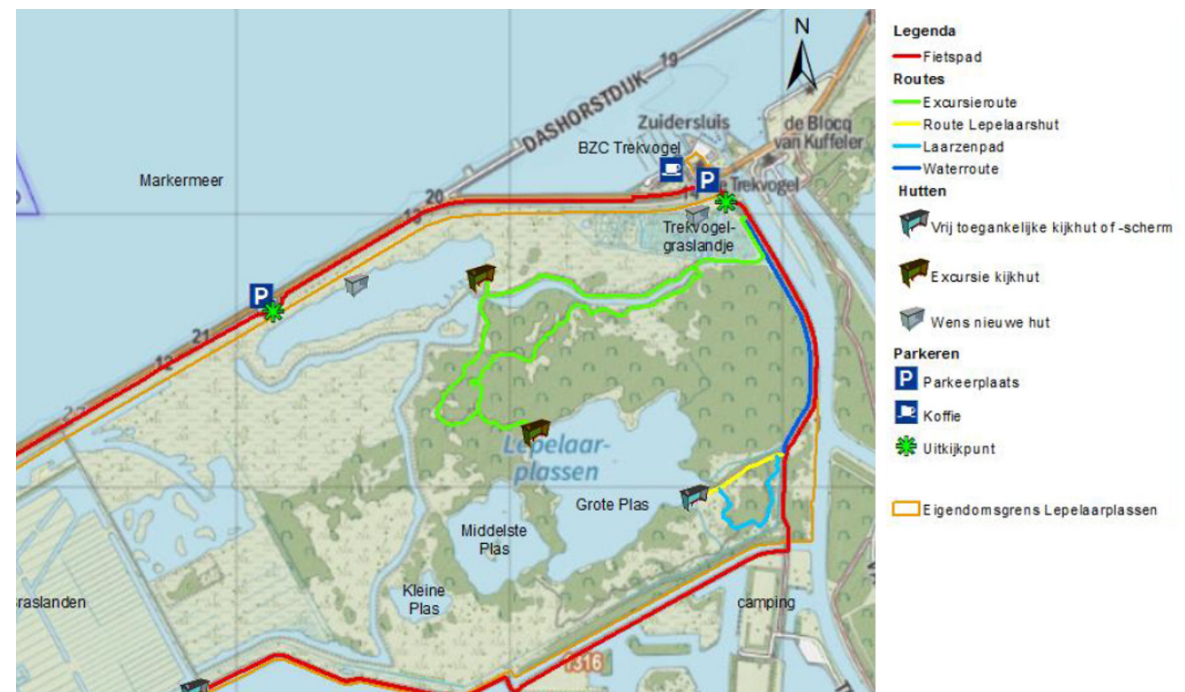 N
19
DASHORSTDIJK
Zuidersluis
de Blocq
van Kuffeler
BZC Trekvogel
Markermeer
P
Trekvogel
20
13
14
Trekvogel-
graslandje
P
21
12
Lepelaar-
plassen
Grote Plas
Middelste
Plas
Kleine
Plas
raslanden
camping
1316
Legenda
Fietspad
Routes
Excursieroute
Route Lepelaarshut
Laarzenpad
Waterroute
Hutten
Vrij toegankelijke kijkhut of -scherm
Excursie kijkhut
Wens nieuwe hut
Parkeren
P Parkeerplaats
Koffie
Uitkijkpunt
Eigendomsgrens Lepelaarplassen